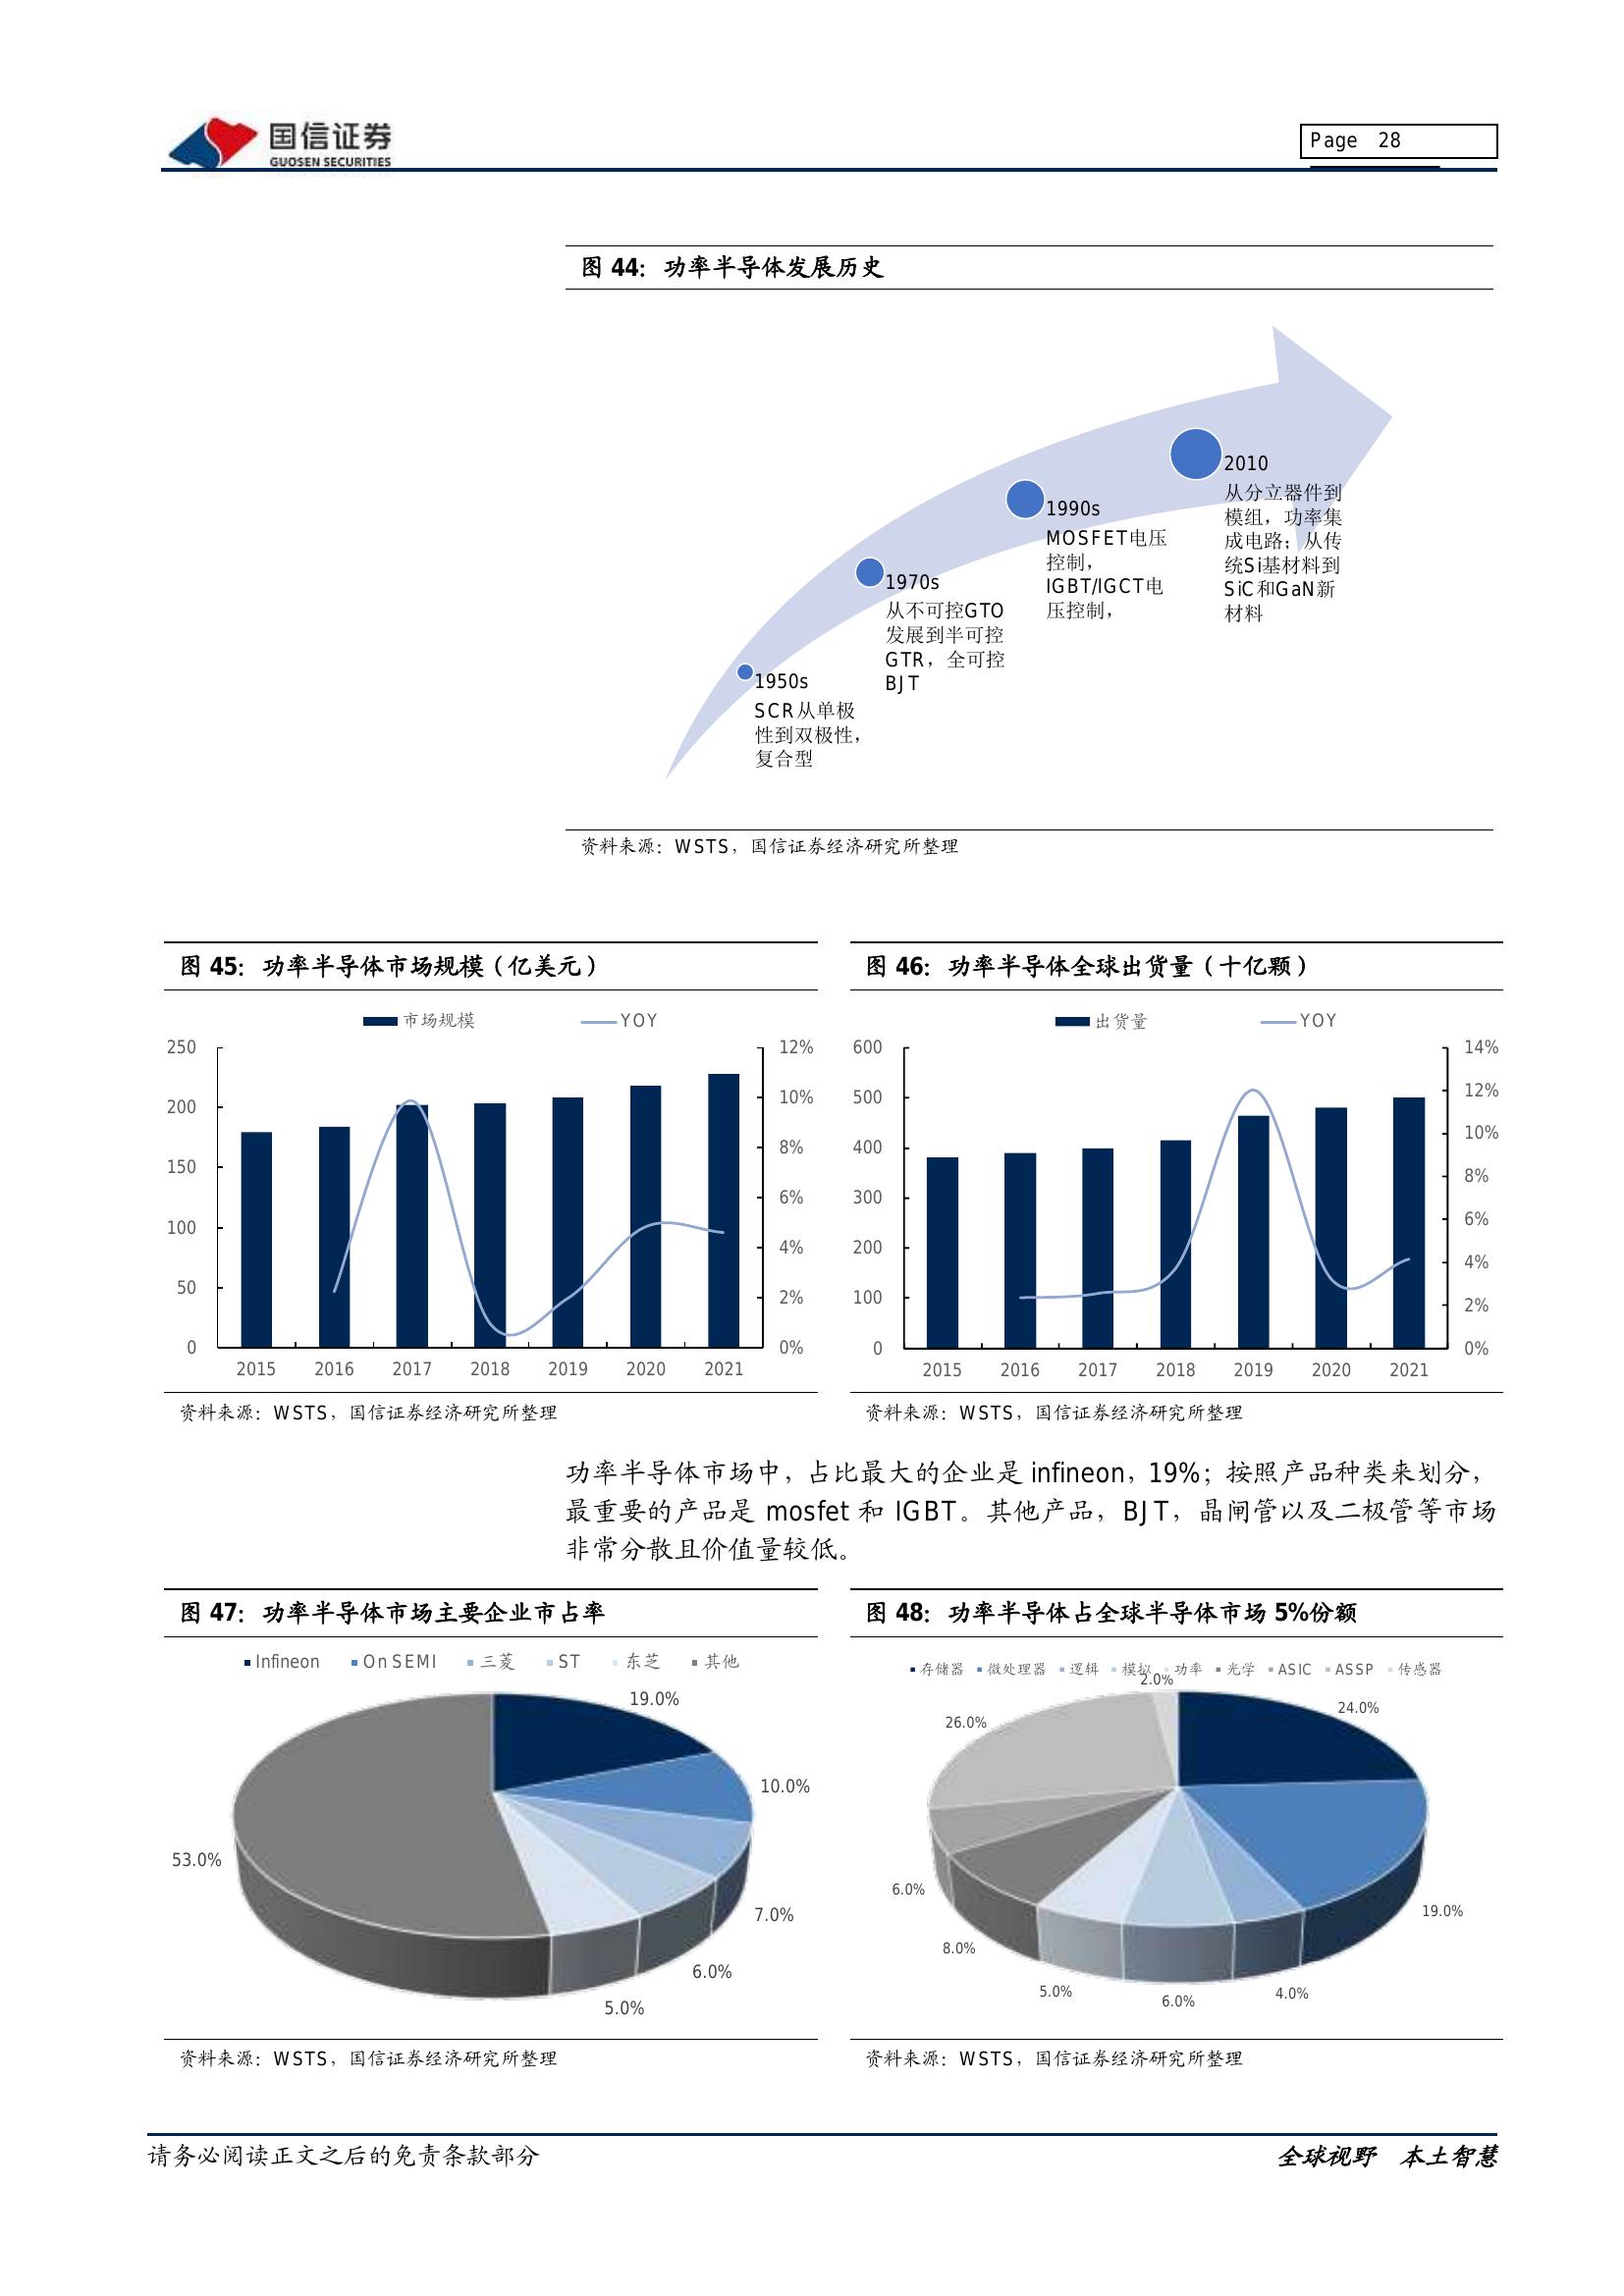 国信证券
GUOSEN SECURITIES
Page 28
图 44：功率半导体发展历史
1950s
SCR从单极
性到双极性，
复合型
1970s
从不可控GTO
发展到半可控
GTR，全可控
BJT
1990s
MOSFET电压
控制，
IGBT/IGCT电
压控制，
2010
从分立器件到
模组，功率集
成电路；从传
统Si基材料到
SiC和GaN新
材料
资料来源：WSTS，国信证券经济研究所整理
图 45：功率半导体市场规模（亿美元）
市场规模 YOY
250
200
150
100
50
0
12%
10%
8%
6%
4%
2%
0%
2015 2016 2017 2018 2019 2020 2021
资料来源：WSTS，国信证券经济研究所整理
图 46：功率半导体全球出货量（十亿颗）
出货量 YOY
600
500
400
300
200
100
0
14%
12%
10%
8%
6%
4%
2%
0%
2015 2016 2017 2018 2019 2020 2021
资料来源：WSTS，国信证券经济研究所整理
功率半导体市场中，占比最大的企业是 infineon，19%；按照产品种类来划分，
最重要的产品是 mosfet 和 IGBT。其他产品，BJT，晶闸管以及二极管等市场
非常分散且价值量较低。
图 47：功率半导体市场主要企业市占率
Infineon On SEMI 三菱 ST 东芝 其他
19.0%
10.0%
7.0%
6.0%
5.0%
53.0%
资料来源：WSTS，国信证券经济研究所整理
图 48：功率半导体占全球半导体市场 5%份额
存储器 微处理器 逻辑 模拟 功率 光学 ASIC ASSP 传感器
2.0%
24.0%
19.0%
4.0%
6.0%
5.0%
8.0%
6.0%
26.0%
资料来源：WSTS，国信证券经济研究所整理
请务必阅读正文之后的免责条款部分
全球视野 本土智慧